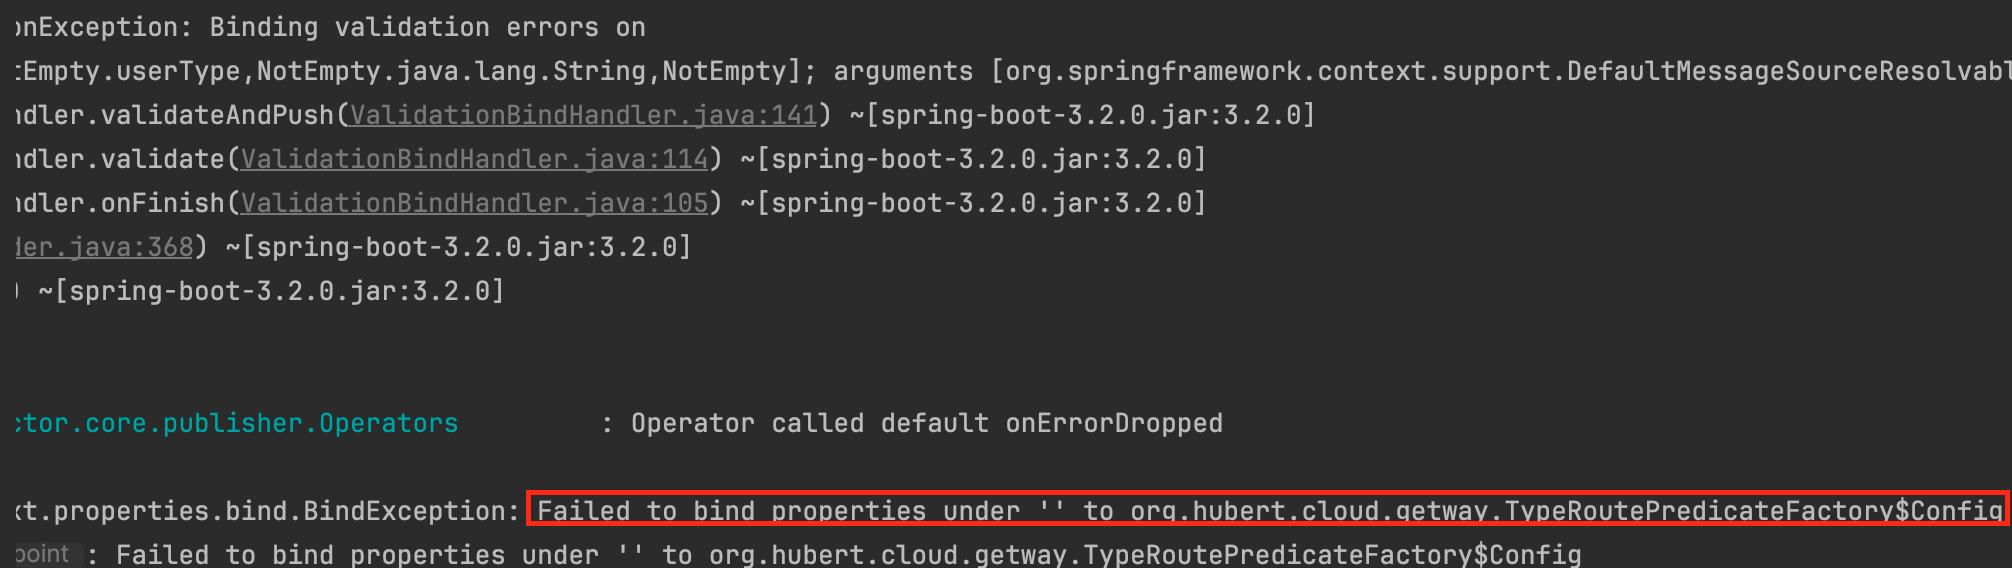 onException: Binding validation errors on
tEmpty.userType,NotEmpty.java.lang.String,NotEmpty]; arguments [org.springframework.context.support.DefaultMessageSourceResolvabl
ndler.validateAndPush(ValidationBindHandler.java:141) ~[spring-boot-3.2.0.jar:3.2.0]
ndler.validate(ValidationBindHandler.java:114) ~[spring-boot-3.2.0.jar:3.2.0]
ndler.onFinish(ValidationBindHandler.java:105) ~[spring-boot-3.2.0.jar:3.2.0]
der.java:368) ~[spring-boot-3.2.0.jar:3.2.0]
) ~[spring-boot-3.2.0.jar:3.2.0]
ctor.core.publisher.Operators : Operator called default onErrorDropped
xt.properties.bind.BindException: Failed to bind properties under '' to org.hubert.cloud.getway.TypeRoutePredicateFactory$Config
point : Failed to bind properties under '' to org.hubert.cloud.getway.TypeRoutePredicateFactory$Config